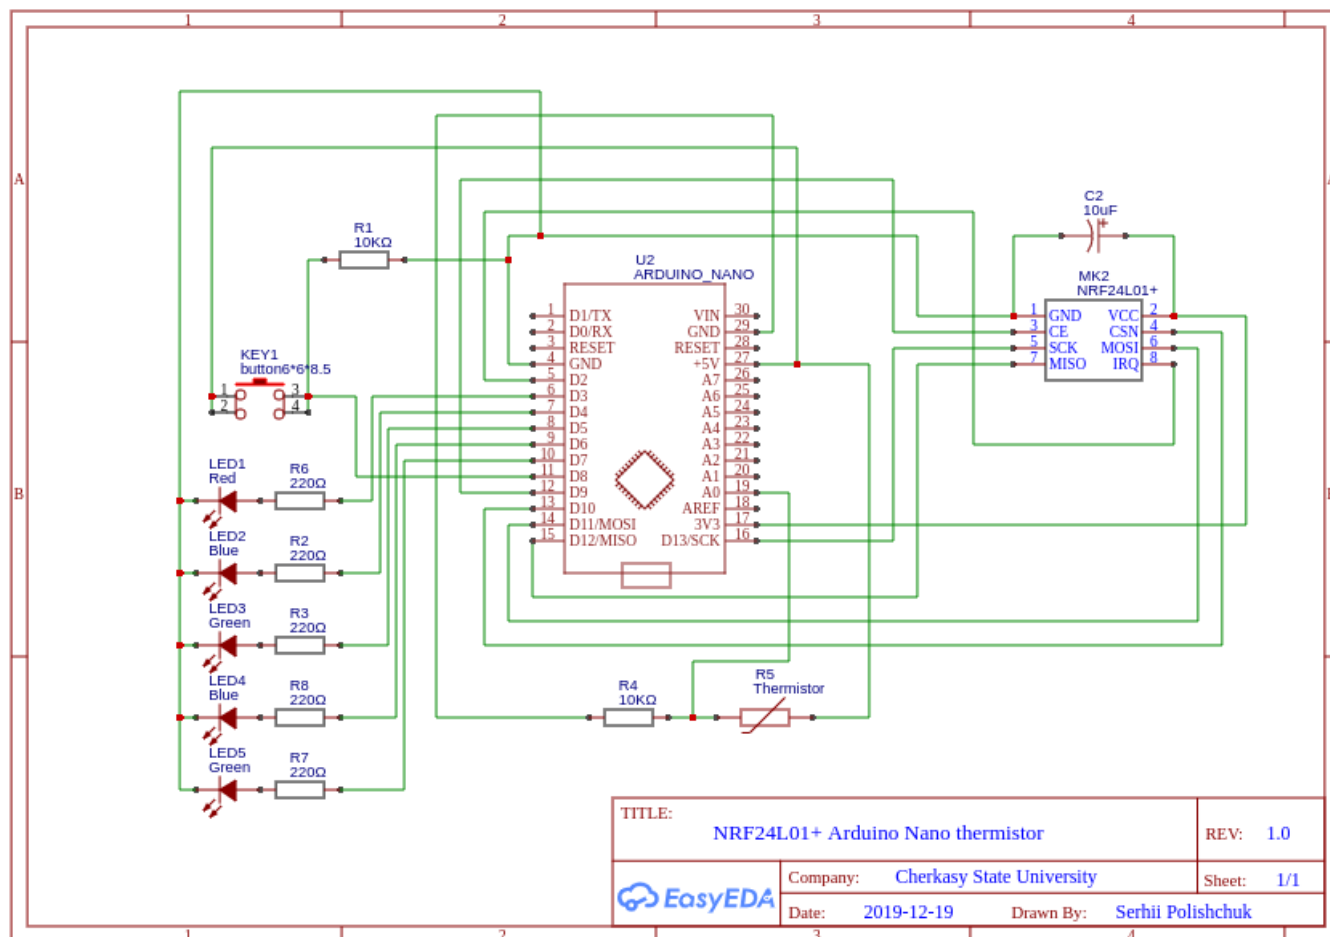 1 2 3 4
A
R1
10KΩ
C2
10uF
+
U2
ARDUINO_NANO
MK2
NRF24L01+
1 D1/TX VIN 30
2 D0/RX GND 29
3 RESET RESET 28
4 GND +5V 27
5 D2 A7 26
6 D3 A6 25
7 D4 A5 24
8 D5 A4 23
9 D6 A3 22
10 D7 A2 21
11 D8 A1 20
12 D9 A0 19
13 D10 AREF 18
14 D11/MOSI 3V3 17
15 D12/MISO D13/SCK 16
1 GND VCC 2
3 CE CSN 4
5 SCK MOSI 6
7 MISO IRQ 8
KEY1
button6*6*8.5
1 3
2 4
B
LED1
Red
R6
220Ω
LED2
Blue
R2
220Ω
LED3
Green
R3
220Ω
LED4
Blue
R8
220Ω
LED5
Green
R7
220Ω
R4
10KΩ
R5
Thermistor
TITLE:
NRF24L01+ Arduino Nano thermistor
REV: 1.0
EasyEDA
Company: Cherkasy State University
Sheet: 1/1
Date: 2019-12-19
Drawn By: Serhii Polishchuk
1 2 3 4